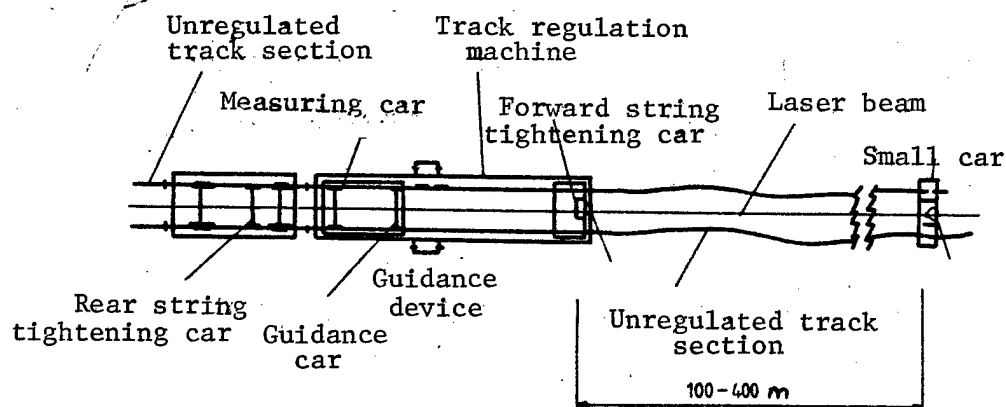 Unregulated
track section
Track regulation
machine
Measuring car
Forward string
tightening car
Laser beam
Small car
Rear string
tightening car
Guidance
car
Guidance
device
Unregulated track
section
100-400 m